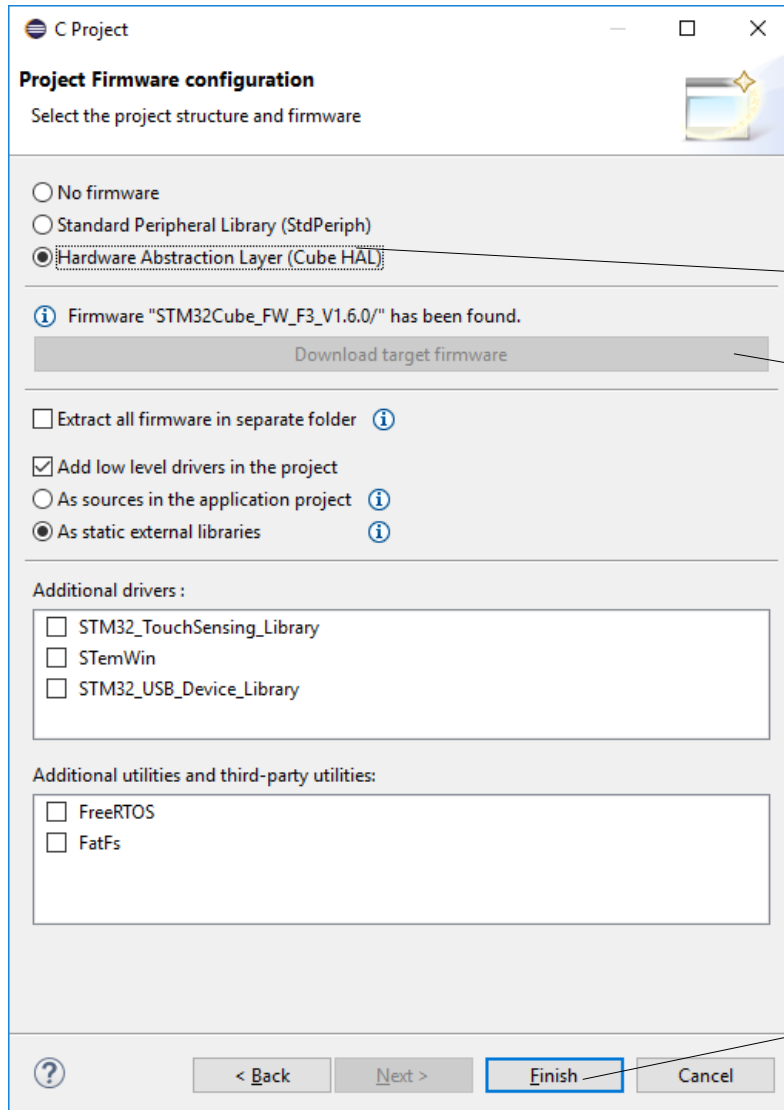 C Project
Project Firmware configuration
Select the project structure and firmware
No firmware
Standard Peripheral Library (StdPeriph)
Hardware Abstraction Layer (Cube HAL)
Firmware "STM32Cube_FW_F3_V1.6.0/" has been found.
Download target firmware
Extract all firmware in separate folder
Add low level drivers in the project
As sources in the application project
As static external libraries
Additional drivers :
STM32_TouchSensing_Library
STemWin
STM32_USB_Device_Library
Additional utilities and third-party utilities:
FreeRTOS
FatFs
< Back Next > Finish Cancel